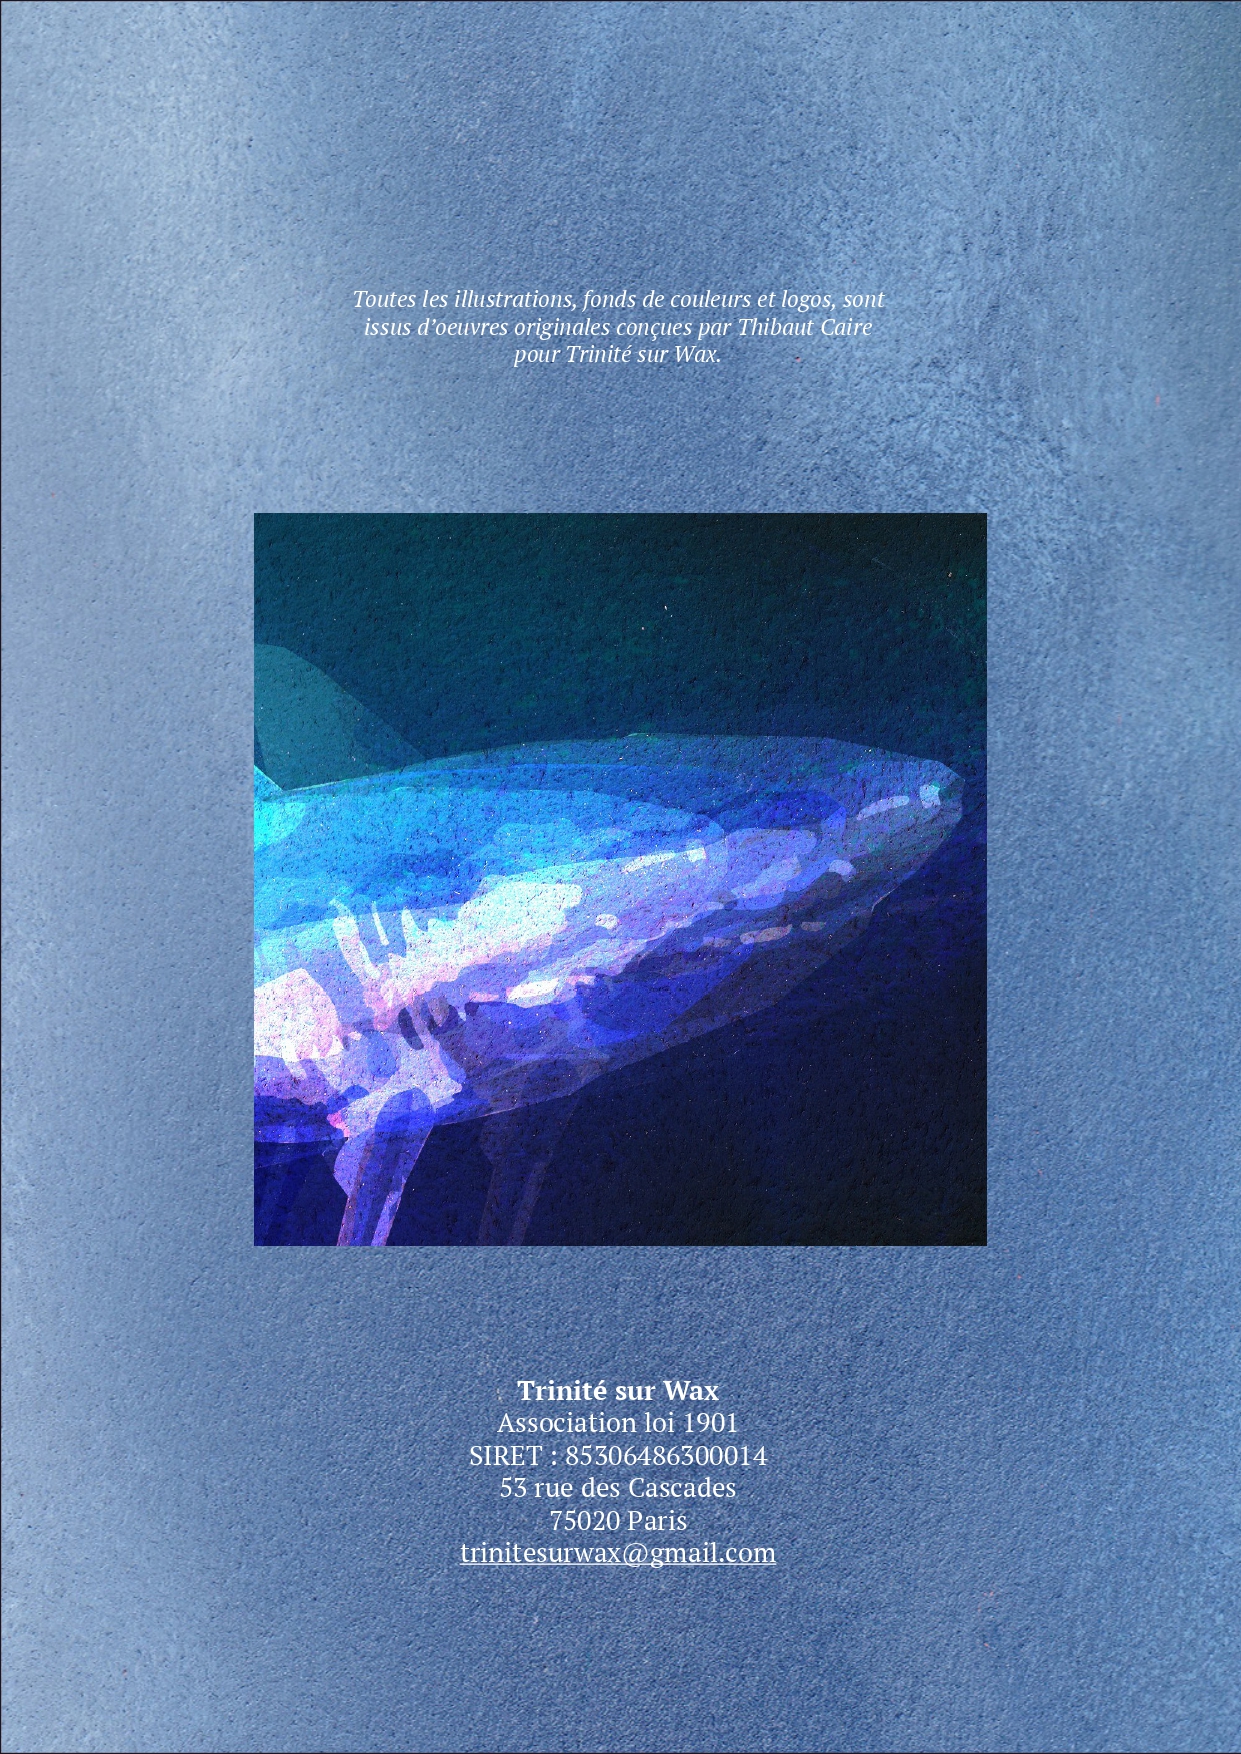 Toutes les illustrations, fonds de couleurs et logos, sont
issus d’oeuvres originales conçues par Thibaut Caire
pour Trinité sur Wax.
Trinité sur Wax
Association loi 1901
SIRET : 85306486300014
53 rue des Cascades
75020 Paris
trinitesurwax@gmail.com